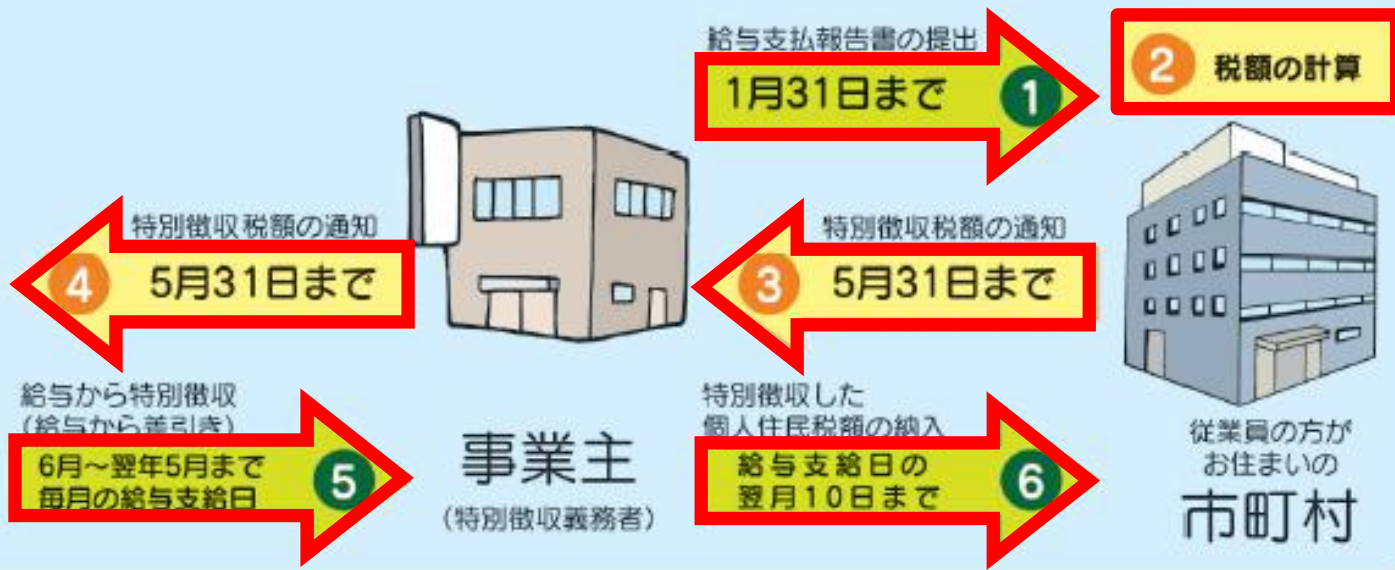 給与支払報告書の提出
1月31日まで
1
2
税額の計算
特別徴収税額の通知
4
5月31日まで
特別徴収税額の通知
3
5月31日まで
給与から特別徴収
(給与から差引き)
6月~翌年5月まで
毎月の給与支給日
5
事業主
(特別徴収義務者)
特別徴収した
個人住民税額の納入
給与支給日の
翌月10日まで
6
従業員の方が
お住まいの
市町村